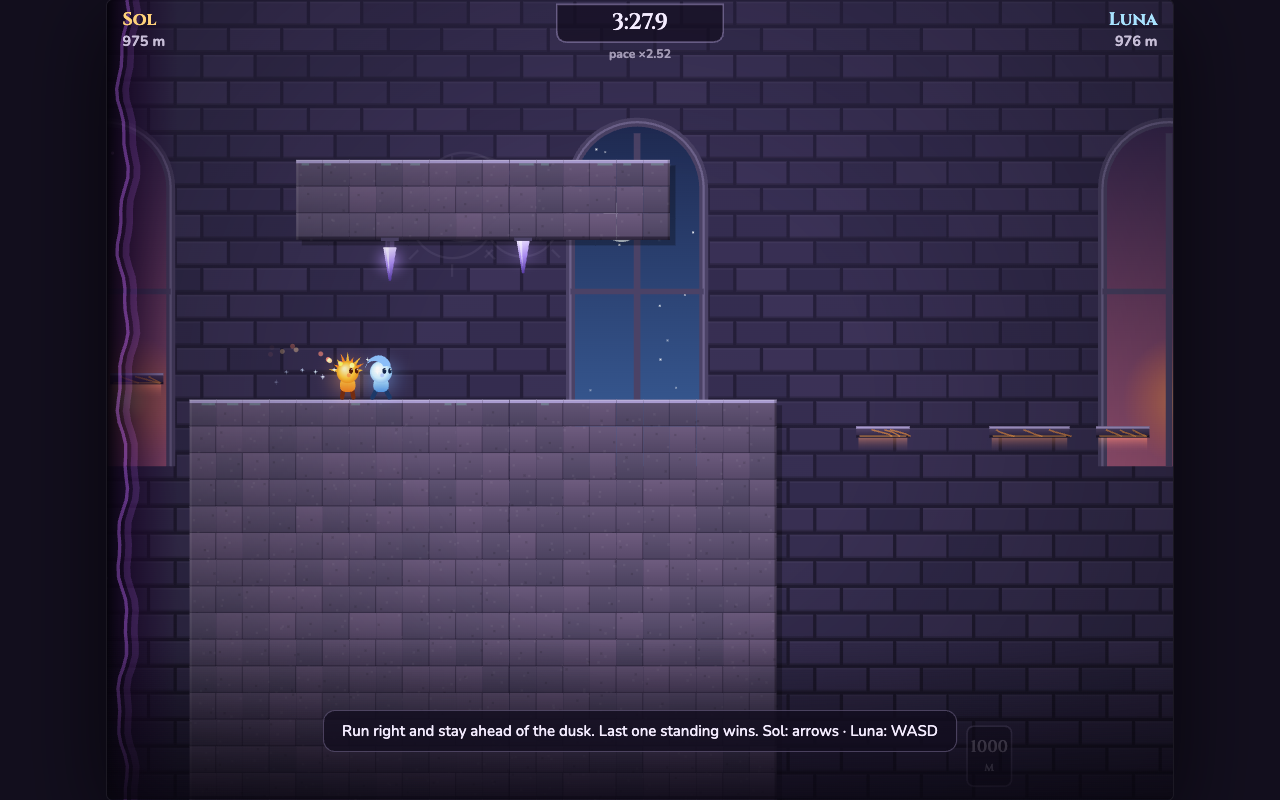 SOL
975 m
3:27.9
pace ×2.52
LUNA
976 m
Run right and stay ahead of the dusk. Last one standing wins. Sol: arrows · Luna: WASD
1000
M